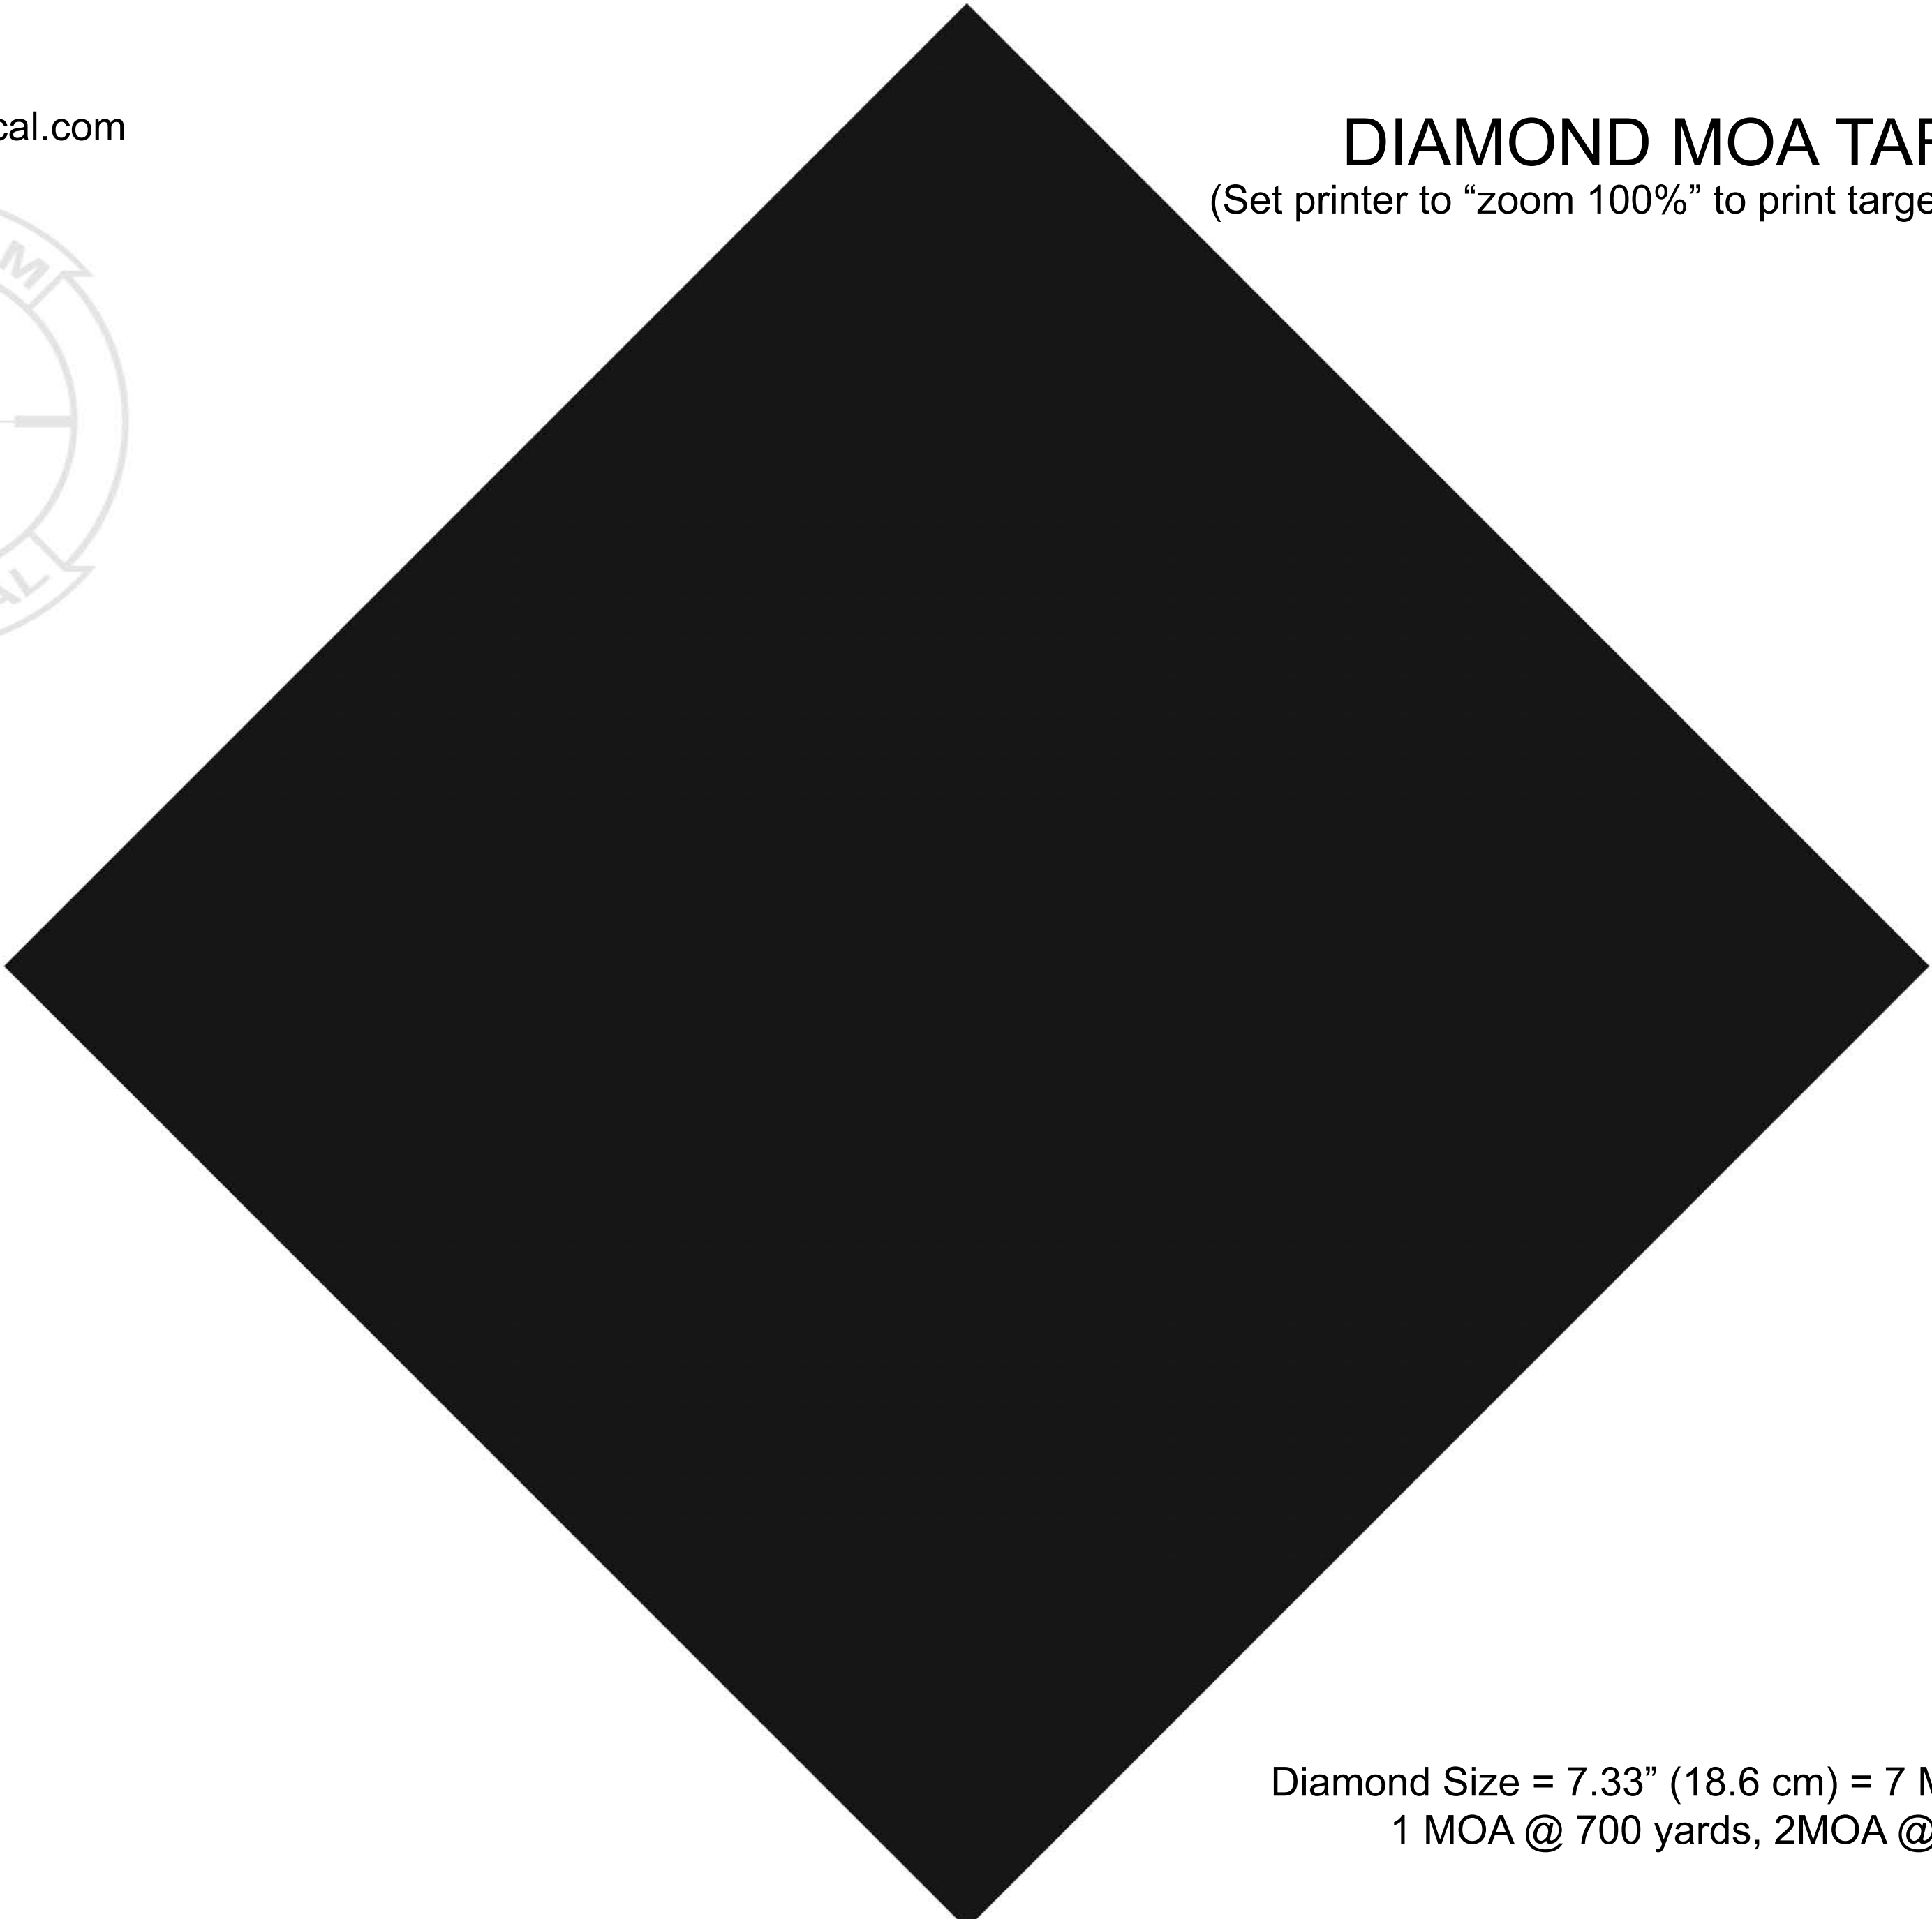 cal.com
DIAMOND MOA TAR
(Set printer to “zoom 100%” to print targe
M
AL
Diamond Size = 7.33” (18.6 cm) = 7 M
1 MOA @ 700 yards, 2MOA @